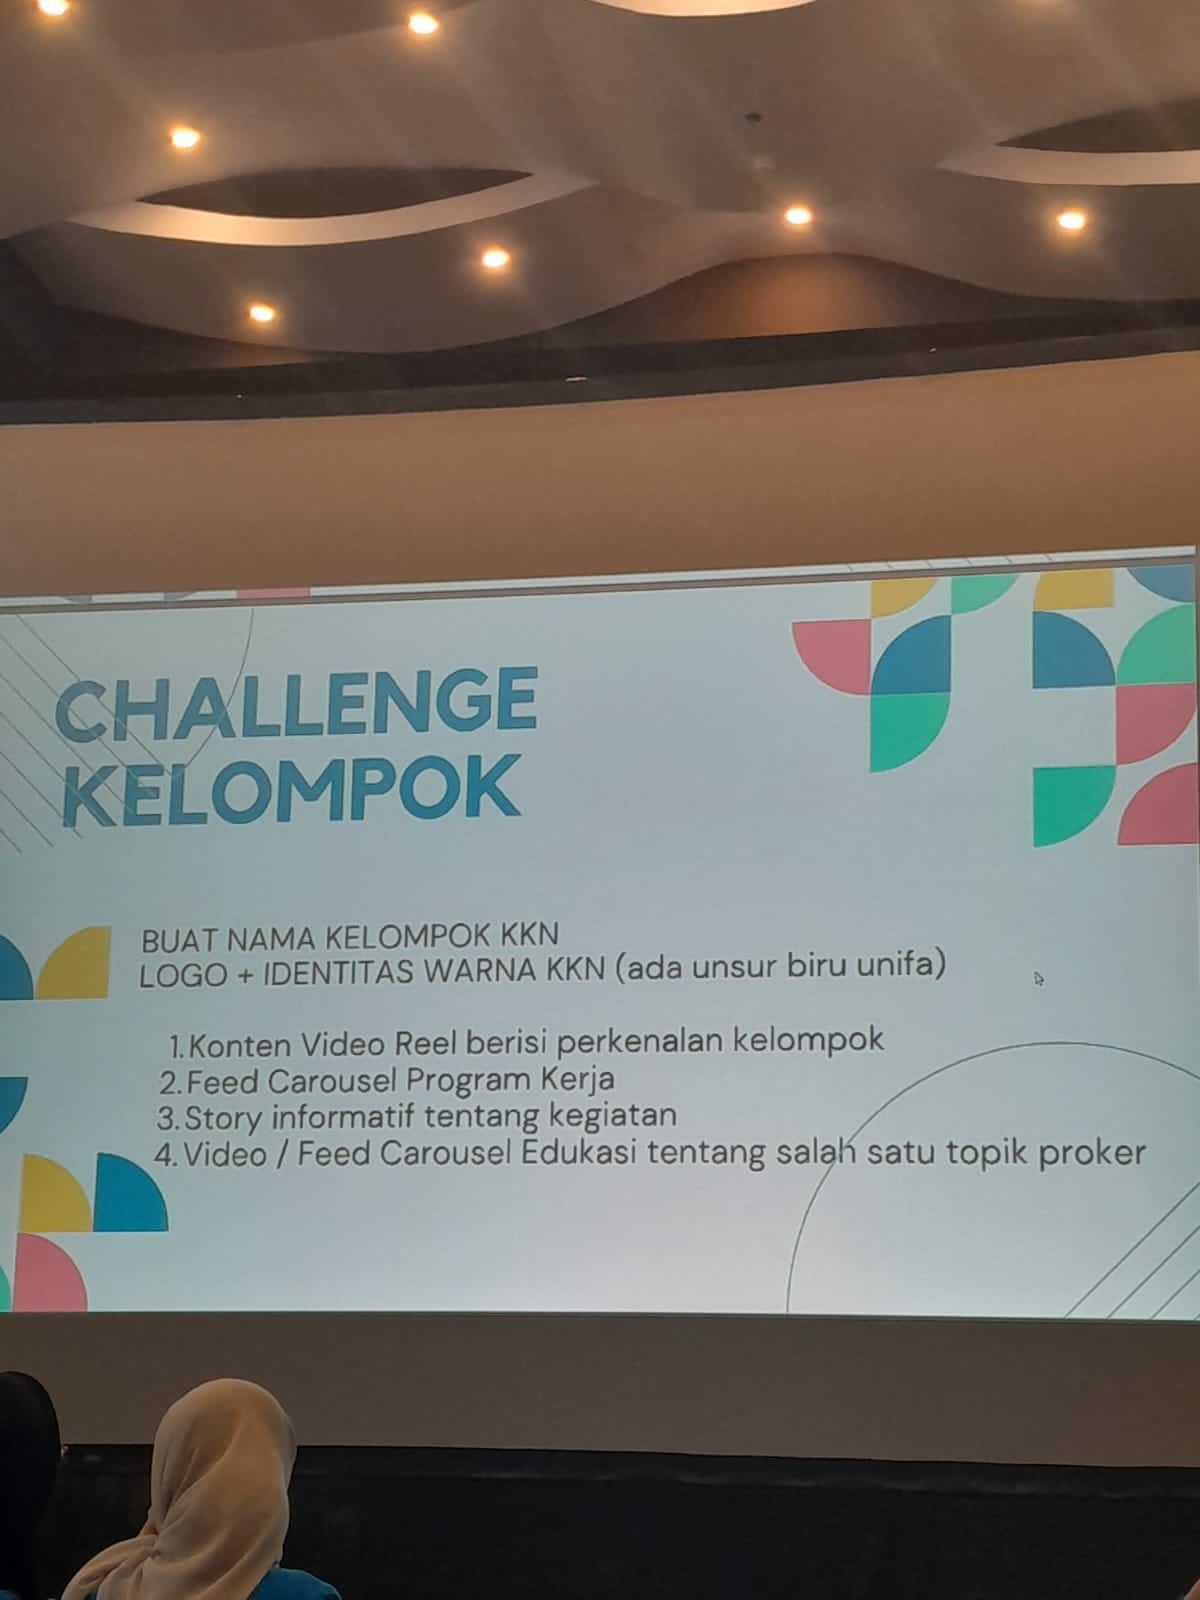 CHALLENGE
KELOMPOK
BUAT NAMA KELOMPOK KKN
LOGO + IDENTITAS WARNA KKN (ada unsur biru unifa)
1. Konten Video Reel berisi perkenalan kelompok
2. Feed Carousel Program Kerja
3. Story informatif tentang kegiatan
4. Video / Feed Carousel Edukasi tentang salah satu topik proker